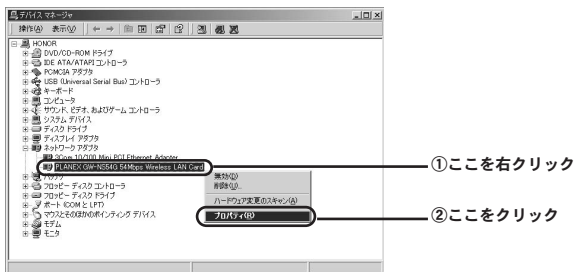 デバイス マネージャ
操作(A) 表示(V)
HONOR
DVD/CD-ROM ドライブ
IDE ATA/ATAPI コントローラ
PCMCIA アダプタ
USB (Universal Serial Bus) コントローラ
キーボード
コンピュータ
サウンド、ビデオ、およびゲーム コントローラ
システム デバイス
ディスク ドライブ
ディスプレイ アダプタ
ネットワーク アダプタ
3Com 10/100 Mini PCI Ethernet Adapter
PLANEX GW-NS54G 54Mbps Wireless LAN Card
①ここを右クリック
バッテリ
無効(D)
フロッピー ディスク コントローラ
削除(U)...
フロッピー ディスク ドライブ
ハードウェア変更のスキャン(A)
ポート (COM と LPT)
プロパティ(R)
②ここをクリック
マウスとそのほかのポインティング デバイス
モデム
モニタ